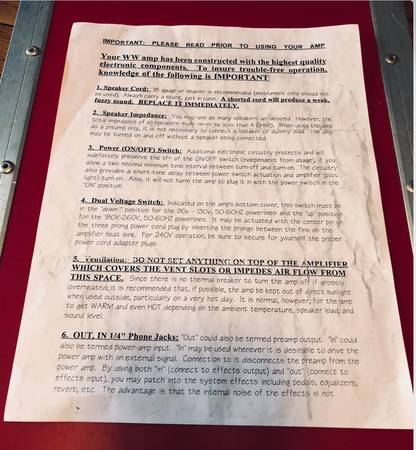 IMPORTANT: PLEASE READ PRIOR TO USING YOUR AMP
Your WW amp has been constructed with the highest quality
electronic components. To insure trouble-free operation,
knowledge of the following is IMPORTANT:
1. Speaker Cord: 18 gauge or heavier is recommended (instrument cord should not
be used). Always carry a spare, just in case. A shorted cord will produce a weak,
fuzzy sound. REPLACE IT IMMEDIATELY.
2. Speaker Impedance: You may use as many speakers as desired. However, the
total impedance of all speakers must never be less than 4 OHMS. When using the amp
as a preamp only, it is not necessary to connect a speaker or dummy load. The amp
may be turned on and off without a speaker being connected.
3. Power (ON/OFF) Switch: Additional electronic circuitry protects and will
indefinitely preserve the life of the ON/OFF switch (independent from usage), if you
allow a two second minimum time interval between turn-off and turn-on. The circuitry
also provides a short-time delay between power switch actuation and amplifier (pilot
light) turn on. Also, it will not harm the amp to plug it in with the power switch in the
"ON" position.
4. Dual Voltage Switch: Indicated on the amp's bottom cover, this switch must be
in the "down" position for the 90v - 130v, 50-60HZ powerlines and the "up" position
for the 180V-260V, 50-60HZ powerlines. It may be actuated with the center pin on
the three prong power cord plug by inserting the prongs between the fins on the
amplifier heat sink. For 240V operation, be sure to secure for yourself the proper
power cord adapter plugs.
5. Ventilation: DO NOT SET ANYTHING ON TOP OF THE AMPLIFIER
WHICH COVERS THE VENT SLOTS OR IMPEDES AIR FLOW FROM
THIS SPACE. Since there is no thermal breaker to turn the amp off if grossly
overheated, it is recommended that, if possible, the amp be kept out of direct sunlight
when used outside, particularly on a very hot day. It is normal, however, for the amp
to get WARM and even HOT depending on the ambient temperature, speaker load, and
sound level.
6. OUT, IN 1/4" Phone Jacks: "Out" could also be termed preamp output. "In" could
also be termed power-amp input. "In" may be used wherever it is desirable to drive the
power amp with an external signal. Connection to it disconnects the preamp from the
power amp. By using both "in" (connect to effects output) and "out" (connect to
effects input), you may patch into the system effects including pedals, equalizers,
reverb, etc. The advantage is that the internal noise of the effects is not